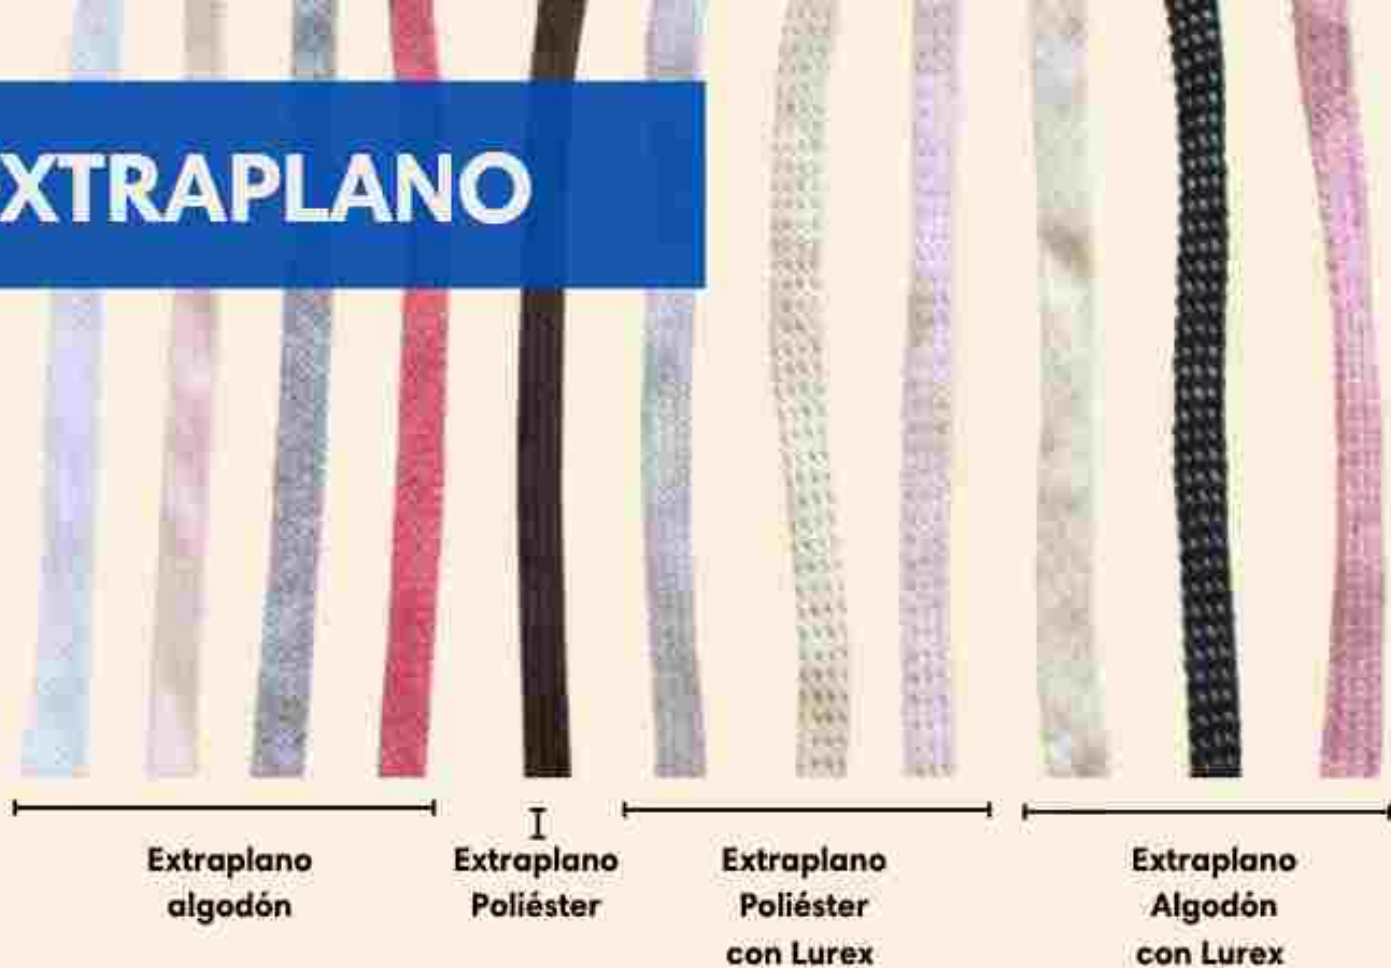 XTRAPLANO
Extraplano
algodón
Extraplano
Poliéster
Extraplano
Poliéster
con Lurex
Extraplano
Algodón
con Lurex